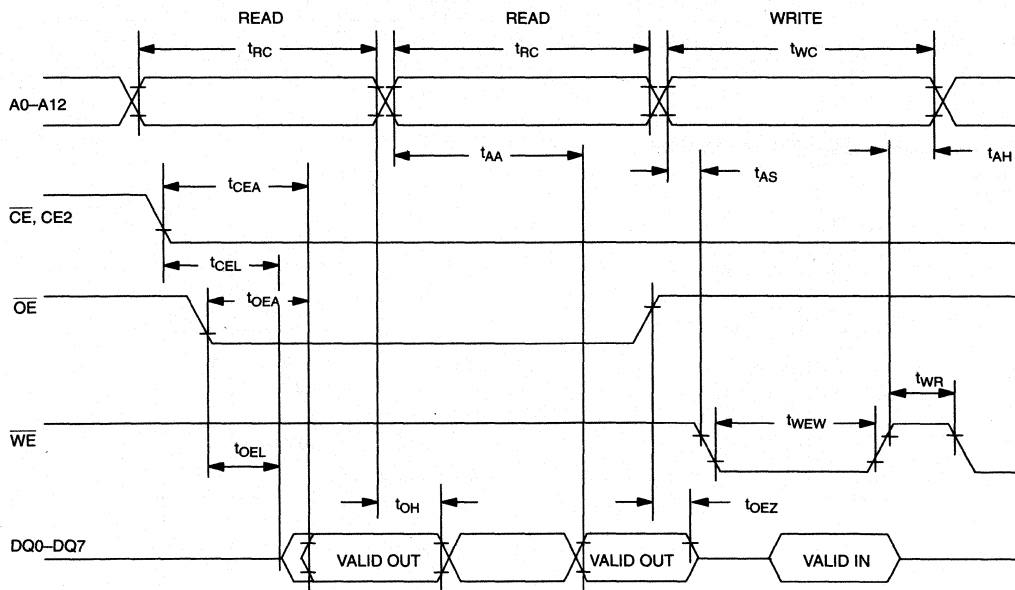 READ READ WRITE
tRC tRC tWC
A0–A12
tAA tAS tAH
tCEA
CE, CE2
tCEL
tOEA
OE
tWR
WE
tWEW
tOEL
tOH tOEZ
DQ0–DQ7 VALID OUT VALID OUT VALID IN